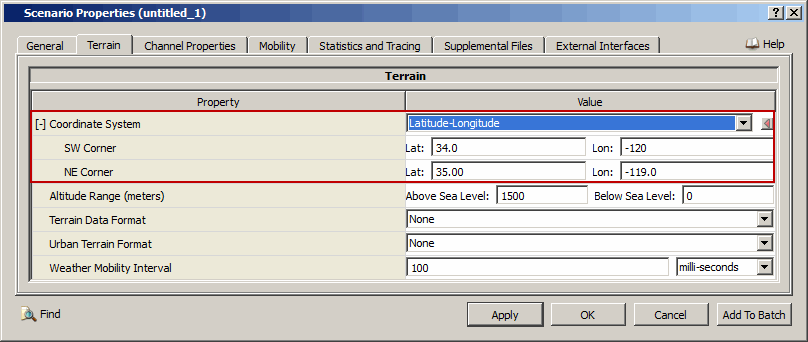 Scenario Properties (untitled_1)
General Terrain Channel Properties Mobility Statistics and Tracing Supplemental Files External Interfaces Help
Terrain
Property Value
[-] Coordinate System Latitude-Longitude
SW Corner Lat: 34.0 Lon: -120
NE Corner Lat: 35.00 Lon: -119.0
Altitude Range (meters) Above Sea Level: 1500 Below Sea Level: 0
Terrain Data Format None
Urban Terrain Format None
Weather Mobility Interval 100 milli-seconds
Find Apply OK Cancel Add To Batch